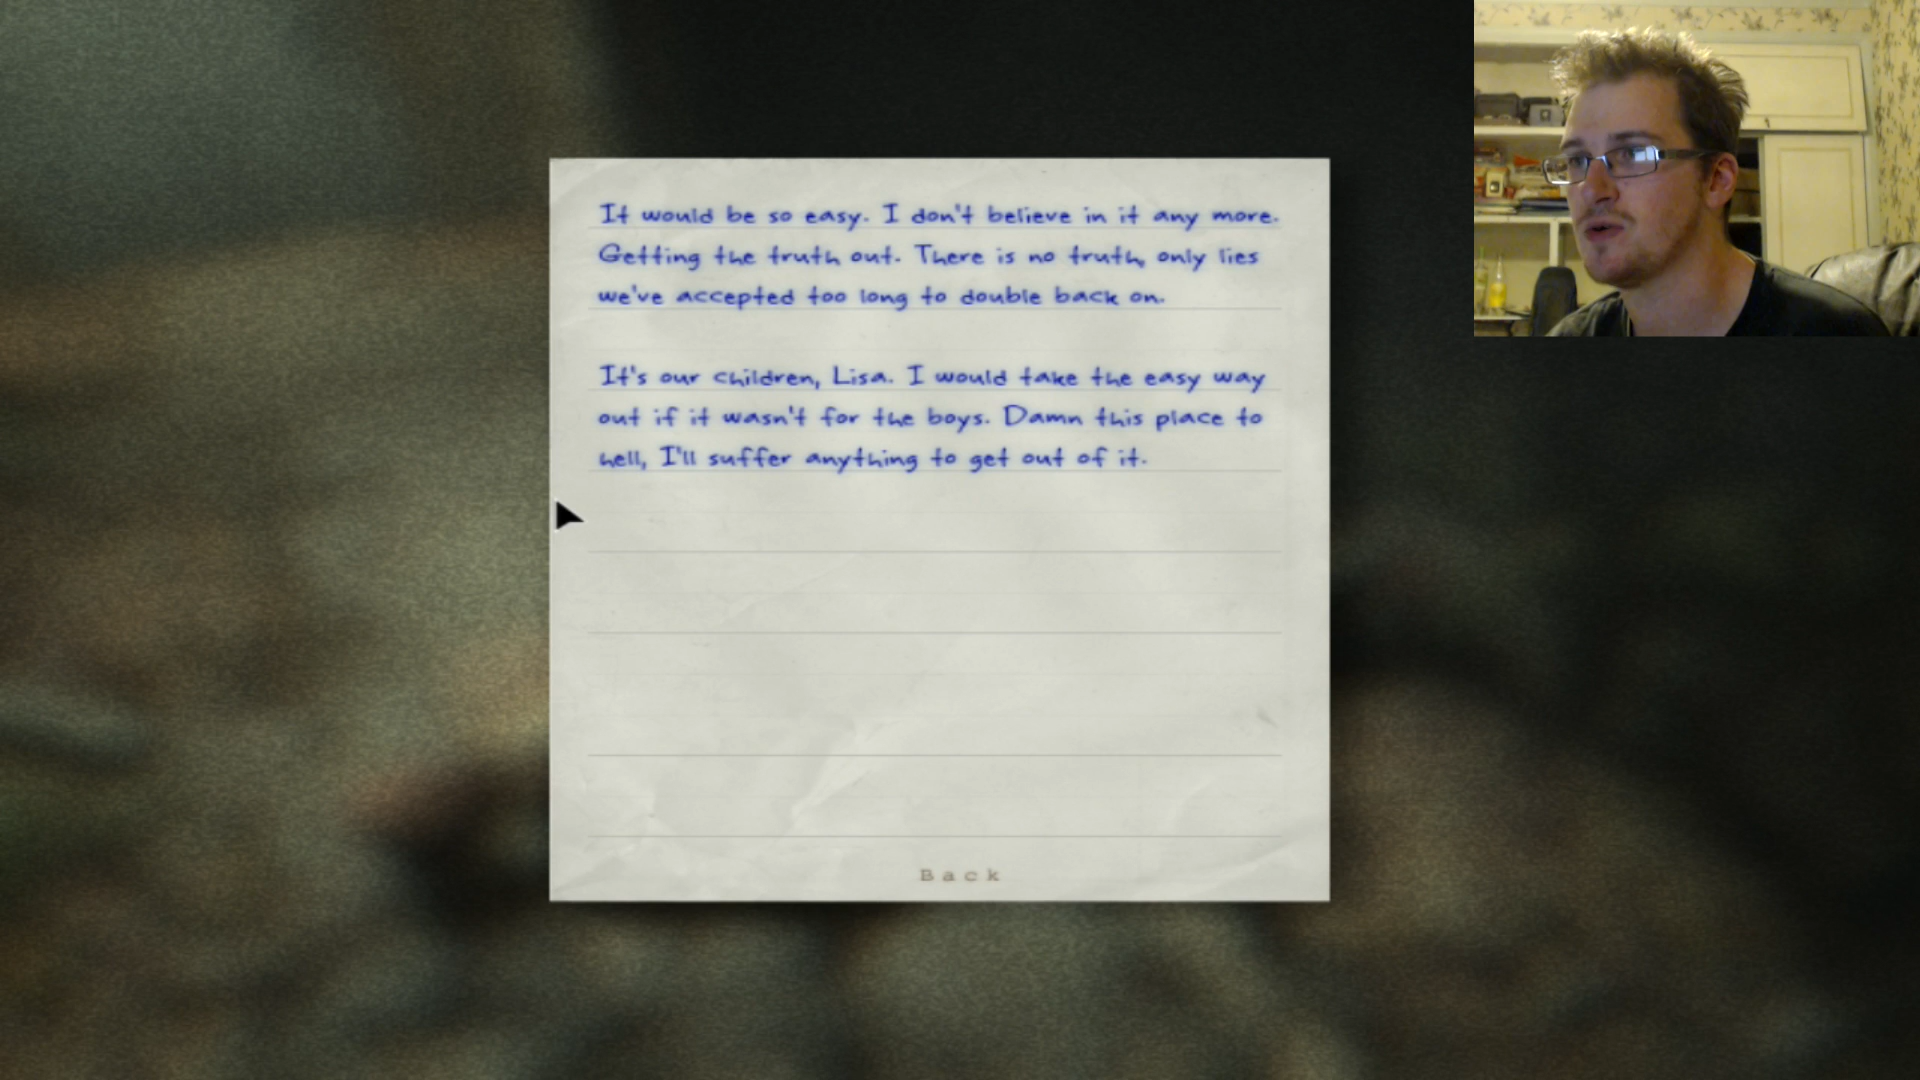 It would be so easy. I don't believe in it any more.
Getting the truth out. There is no truth, only lies
we've accepted too long to double back on.
It's our children, Lisa. I would take the easy way
out if it wasn't for the boys. Damn this place to
hell, I'll suffer anything to get out of it.
Back